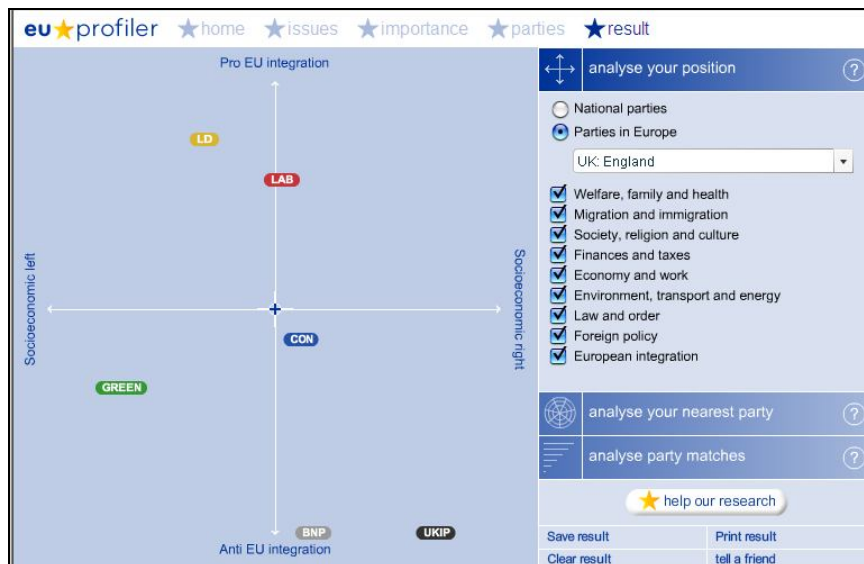 eu profiler home issues importance parties result
Pro EU integration
LD
LAB
Socioeconomic left
Socioeconomic right
CON
GREEN
BNP
UKIP
Anti EU integration
analyse your position ?
National parties
Parties in Europe
UK: England
Welfare, family and health
Migration and immigration
Society, religion and culture
Finances and taxes
Economy and work
Environment, transport and energy
Law and order
Foreign policy
European integration
analyse your nearest party ?
analyse party matches ?
help our research
Save result Print result
Clear result tell a friend